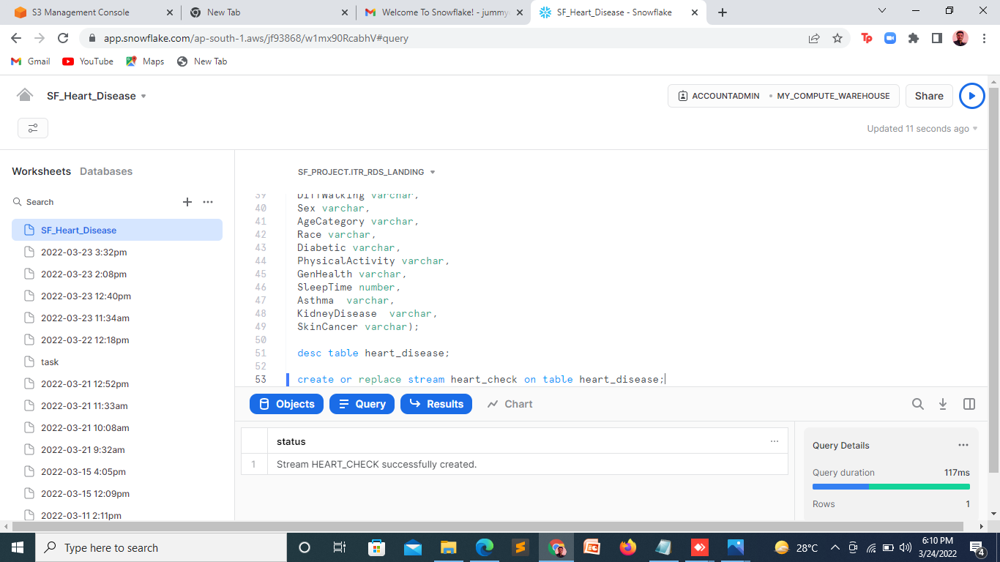 S3 Management Console
New Tab
Welcome To Snowflake! - jummy
SF_Heart_Disease - Snowflake
app.snowflake.com/ap-south-1.aws/jf93868/w1mx90RcabhV#query
Tp
Gmail
YouTube
Maps
New Tab
SF_Heart_Disease
ACCOUNTADMIN • MY_COMPUTE_WAREHOUSE
Share
Updated 11 seconds ago
Worksheets Databases
Search
SF_Heart_Disease
2022-03-23 3:32pm
2022-03-23 2:08pm
2022-03-23 12:40pm
2022-03-23 11:34am
2022-03-22 12:18pm
task
2022-03-21 12:52pm
2022-03-21 11:33am
2022-03-21 10:08am
2022-03-21 9:32am
2022-03-15 4:05pm
2022-03-15 12:09pm
2022-03-11 2:11pm
SF_PROJECT.ITR_RDS_LANDING
39 DiffWalking varchar,
40 Sex varchar,
41 AgeCategory varchar,
42 Race varchar,
43 Diabetic varchar,
44 PhysicalActivity varchar,
45 GenHealth varchar,
46 SleepTime number,
47 Asthma  varchar,
48 KidneyDisease  varchar,
49 SkinCancer varchar);
50
51 desc table heart_disease;
52
53 create or replace stream heart_check on table heart_disease;
Objects
Query
Results
Chart
status
1 Stream HEART_CHECK successfully created.
Query Details
Query duration 117ms
Rows 1
Type here to search
28°C
6:10 PM
3/24/2022
4